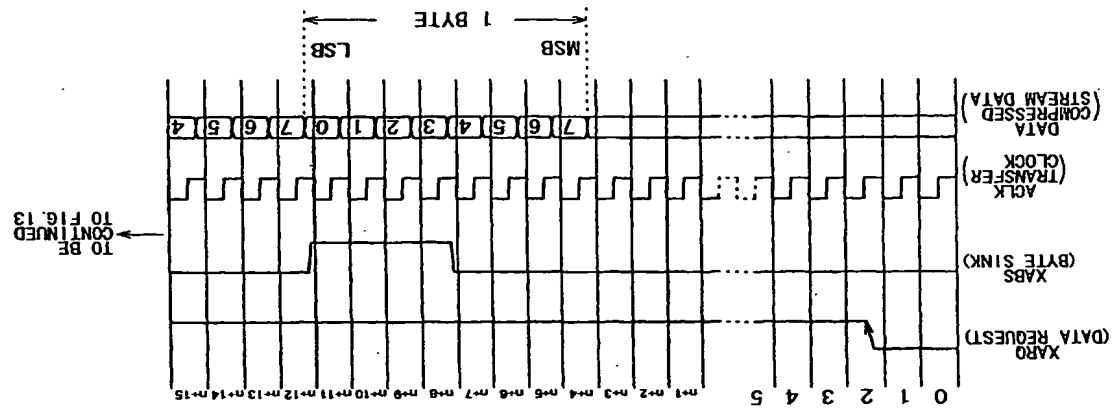 0 1 2 3 4 5 n+1 n+2 n+3 n+4 n+5 n+6 n+7 n+8 n+9 n+10 n+11 n+12 n+13 n+14 n+15
XARQ
(DATA REQUEST)
XABS
(BYTE SINK)
TO BE
CONTINUED
TO FIG.13
ACLK
(TRANSFER
CLOCK)
DATA
(COMPRESSED
STREAM DATA)
7 6 5 4 3 2 1 0 7 6 5 4
MSB LSB
1 BYTE